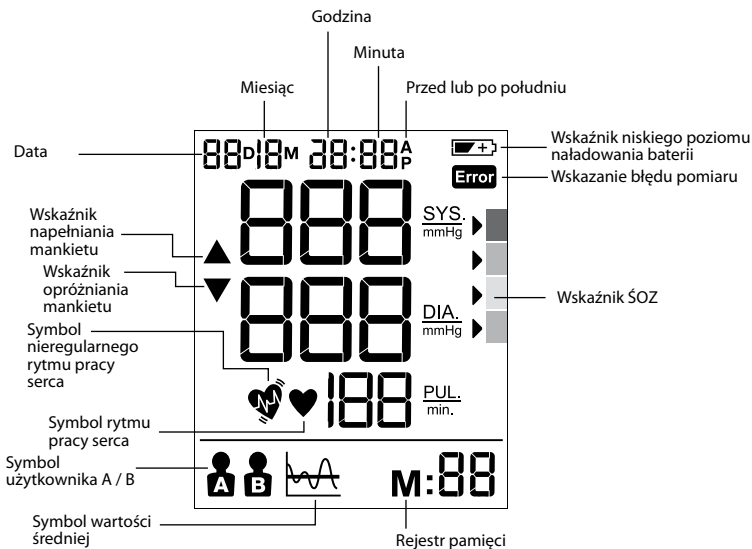 Godzina
Minuta
Miesiąc
Przed lub po południu
Data
88D18M 28:88 A
P
Wskaźnik niskiego poziomu
naładowania baterii
Error
Wskazanie błędu pomiaru
888
SYS.
mmHg
Wskaźnik
napełniania
mankietu
Wskaźnik
opróżniania
mankietu
888
DIA.
mmHg
Wskaźnik ŚOZ
Symbol
nieregularnego
rytmu pracy
serca
188
PUL.
min.
Symbol rytmu
pracy serca
Symbol
użytkownika A / B
A B
M:88
Symbol wartości
średniej
Rejestr pamięci